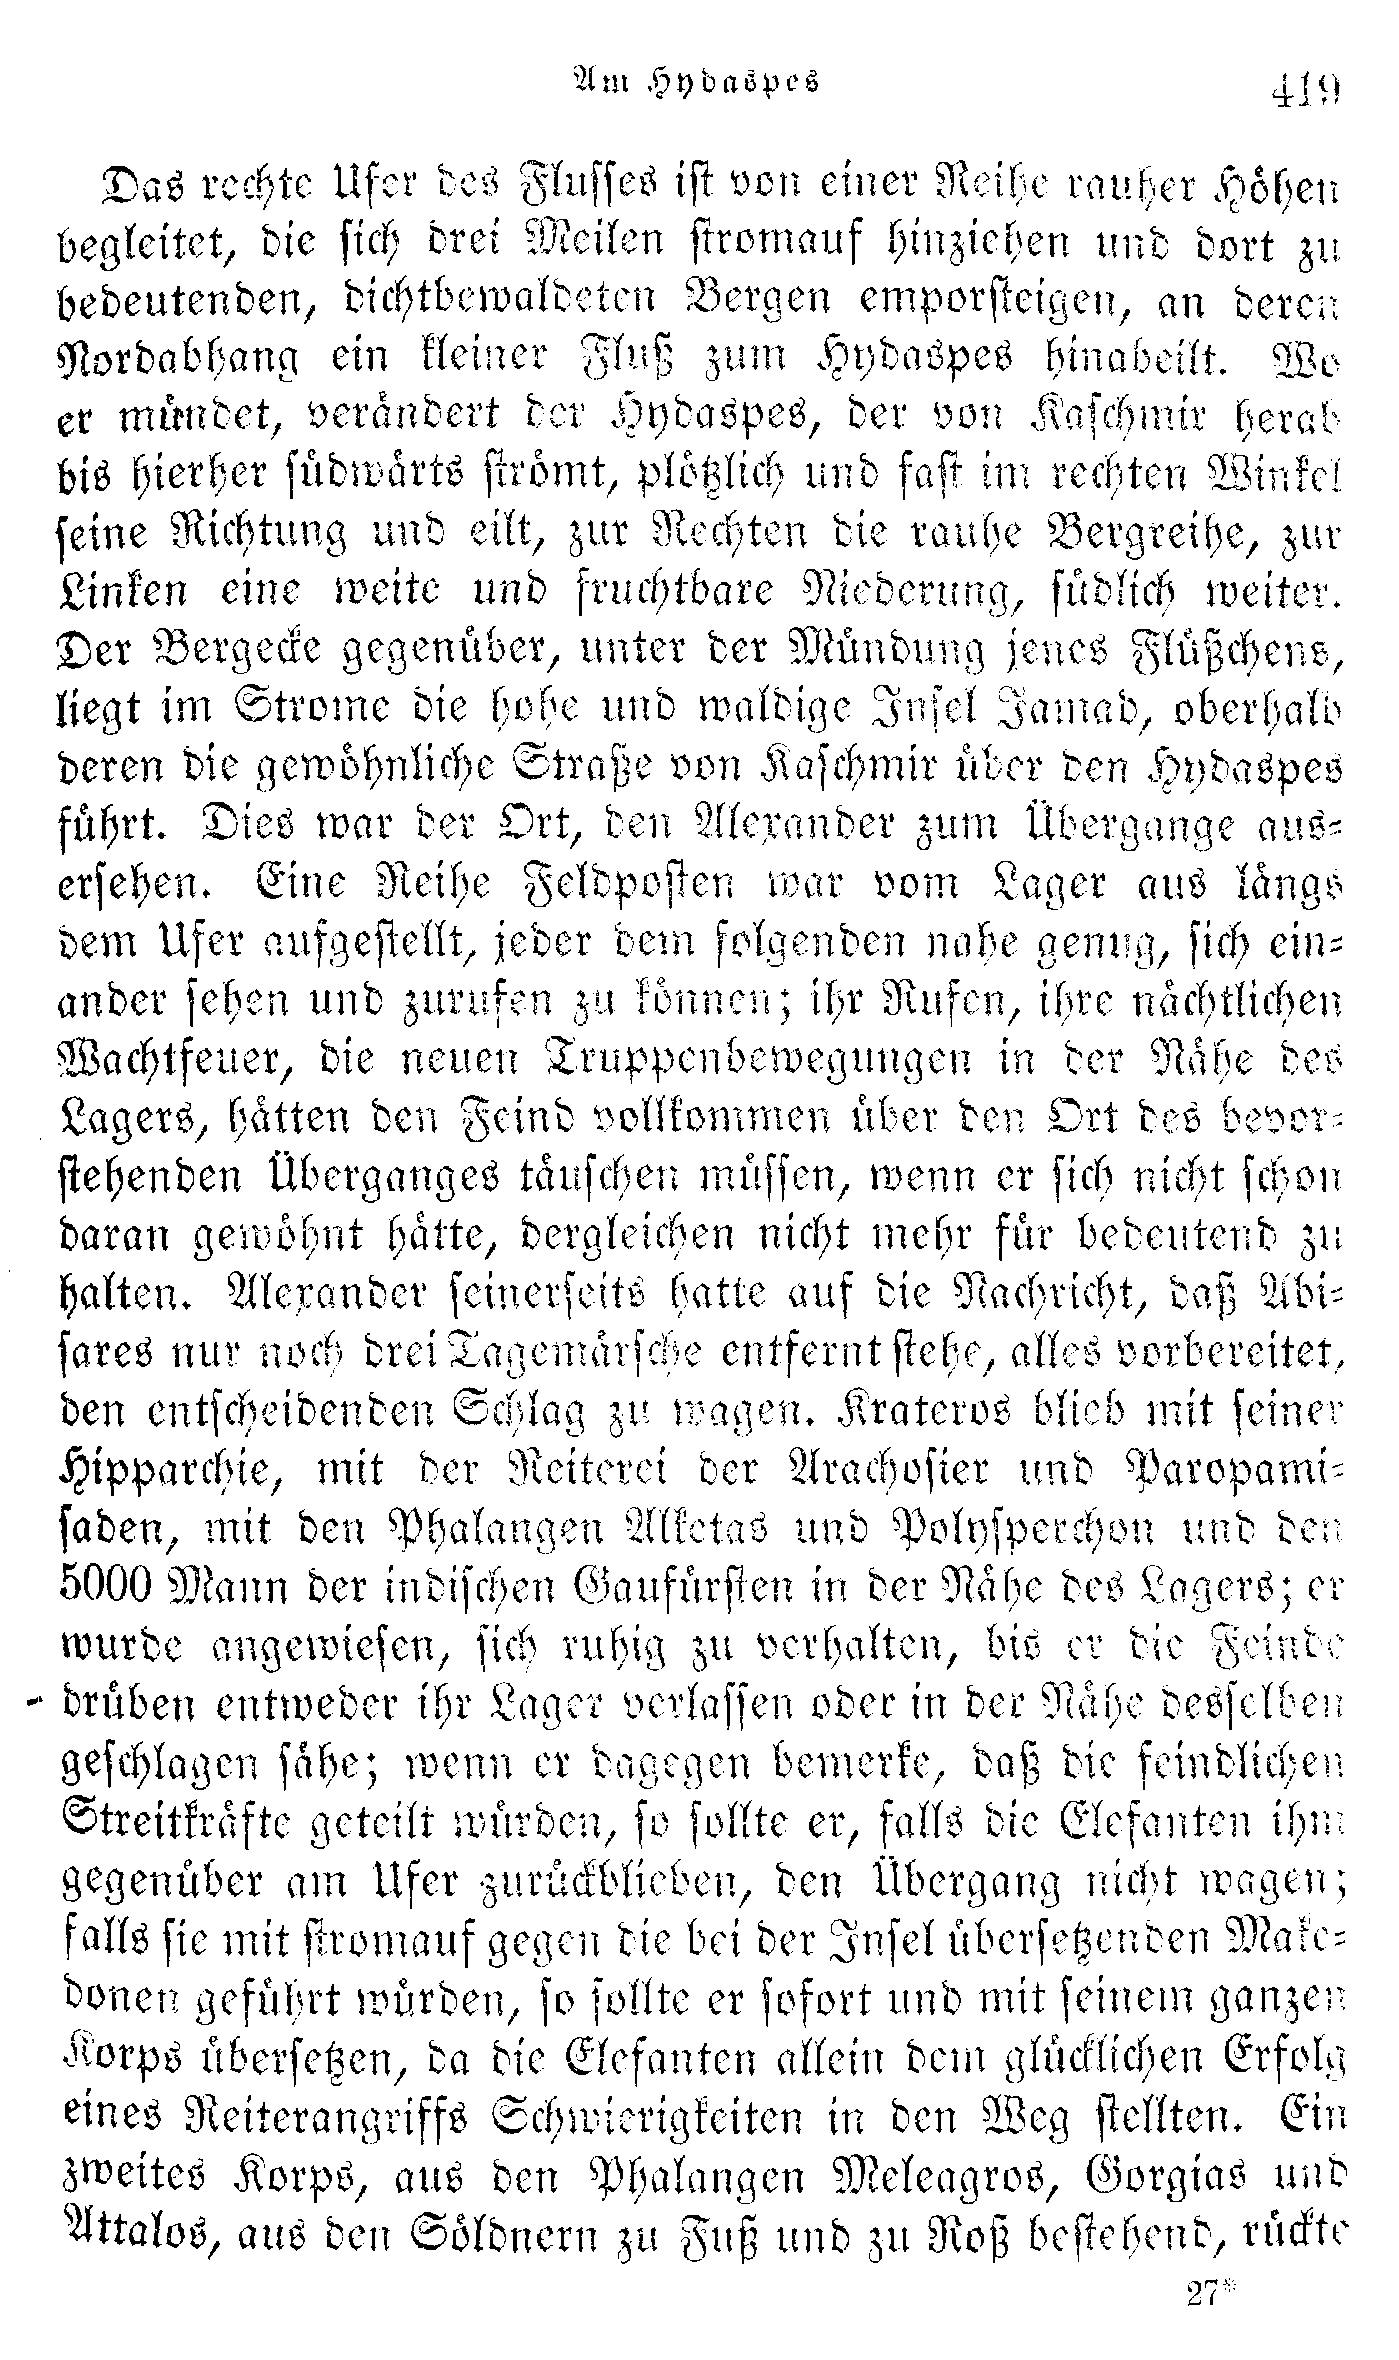 Am Hydaspes
419
Das rechte Ufer des Flusses ist von einer Reihe rauher Höhen
begleitet, die sich drei Meilen stromauf hinziehen und dort zu
bedeutenden, dichtbewaldeten Bergen emporsteigen, an deren
Nordabhang ein kleiner Fluß zum Hydaspes hinabeilt. Wo
er mündet, verändert der Hydaspes, der von Kaschmir herab
bis hierher südwärts strömt, plötzlich und fast im rechten Winkel
seine Richtung und eilt, zur Rechten die rauhe Bergreihe, zur
Linken eine weite und fruchtbare Niederung, südlich weiter.
Der Bergecke gegenüber, unter der Mündung jenes Flüßchens,
liegt im Strome die hohe und waldige Insel Jamad, oberhalb
deren die gewöhnliche Straße von Kaschmir über den Hydaspes
führt. Dies war der Ort, den Alexander zum Übergange aus-
ersehen. Eine Reihe Feldposten war vom Lager aus längs
dem Ufer aufgestellt, jeder dem folgenden nahe genug, sich ein-
ander sehen und zurufen zu können; ihr Rufen, ihre nächtlichen
Wachtfeuer, die neuen Truppenbewegungen in der Nähe des
Lagers, hätten den Feind vollkommen über den Ort des bevor-
stehenden Überganges täuschen müssen, wenn er sich nicht schon
daran gewöhnt hätte, dergleichen nicht mehr für bedeutend zu
halten. Alexander seinerseits hatte auf die Nachricht, daß Abi-
sares nur noch drei Tagemärsche entfernt stehe, alles vorbereitet,
den entscheidenden Schlag zu wagen. Krateros blieb mit seiner
Hipparchie, mit der Reiterei der Arachosier und Paropami-
saden, mit den Phalangen Alketas und Polysperchon und den
5000 Mann der indischen Gaufürsten in der Nähe des Lagers; er
wurde angewiesen, sich ruhig zu verhalten, bis er die Feinde
drüben entweder ihr Lager verlassen oder in der Nähe desselben
geschlagen sähe; wenn er dagegen bemerke, daß die feindlichen
Streitkräfte geteilt würden, so sollte er, falls die Elefanten ihm
gegenüber am Ufer zurückblieben, den Übergang nicht wagen;
falls sie mit stromauf gegen die bei der Insel übersetzenden Make-
donen geführt würden, so sollte er sofort und mit seinem ganzen
Korps übersetzen, da die Elefanten allein dem glücklichen Erfolg
eines Reiterangriffs Schwierigkeiten in den Weg stellten. Ein
zweites Korps, aus den Phalangen Meleagros, Gorgias und
Attalos, aus den Söldnern zu Fuß und zu Roß bestehend, rückte
27*